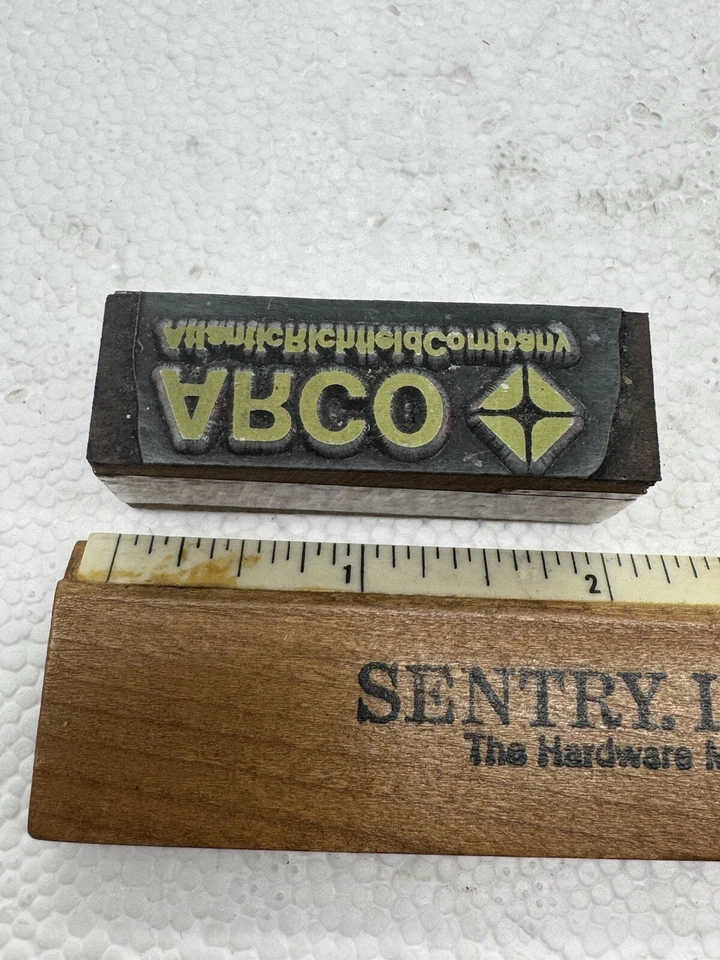 AtlanticRichfieldCompany
ARCO
1 2
SENTRY.
The Hardware